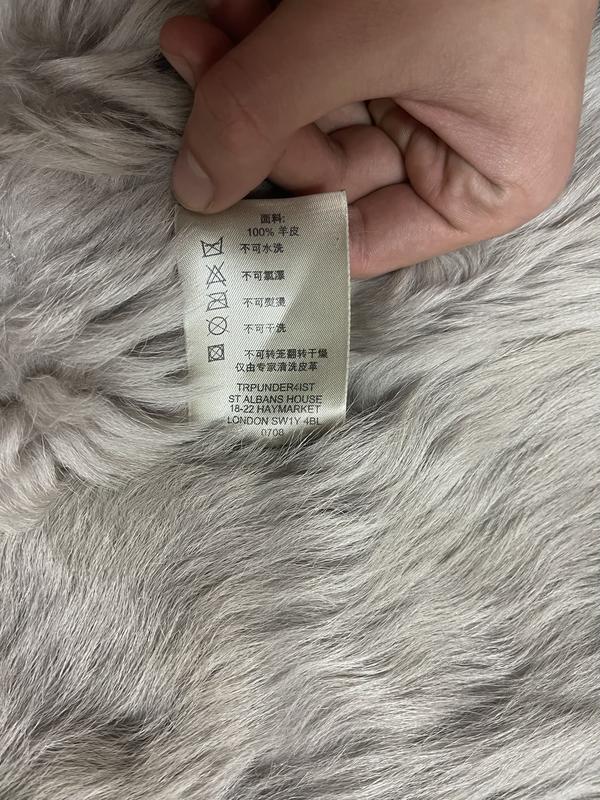 面料:
100% 羊皮
不可水洗
不可氯漂
不可熨烫
不可干洗
不可转笼翻转干燥
仅由专家清洗皮革
TRPUNDER4IST
ST ALBANS HOUSE
18-22 HAYMARKET
LONDON SW1Y 4BL
0708